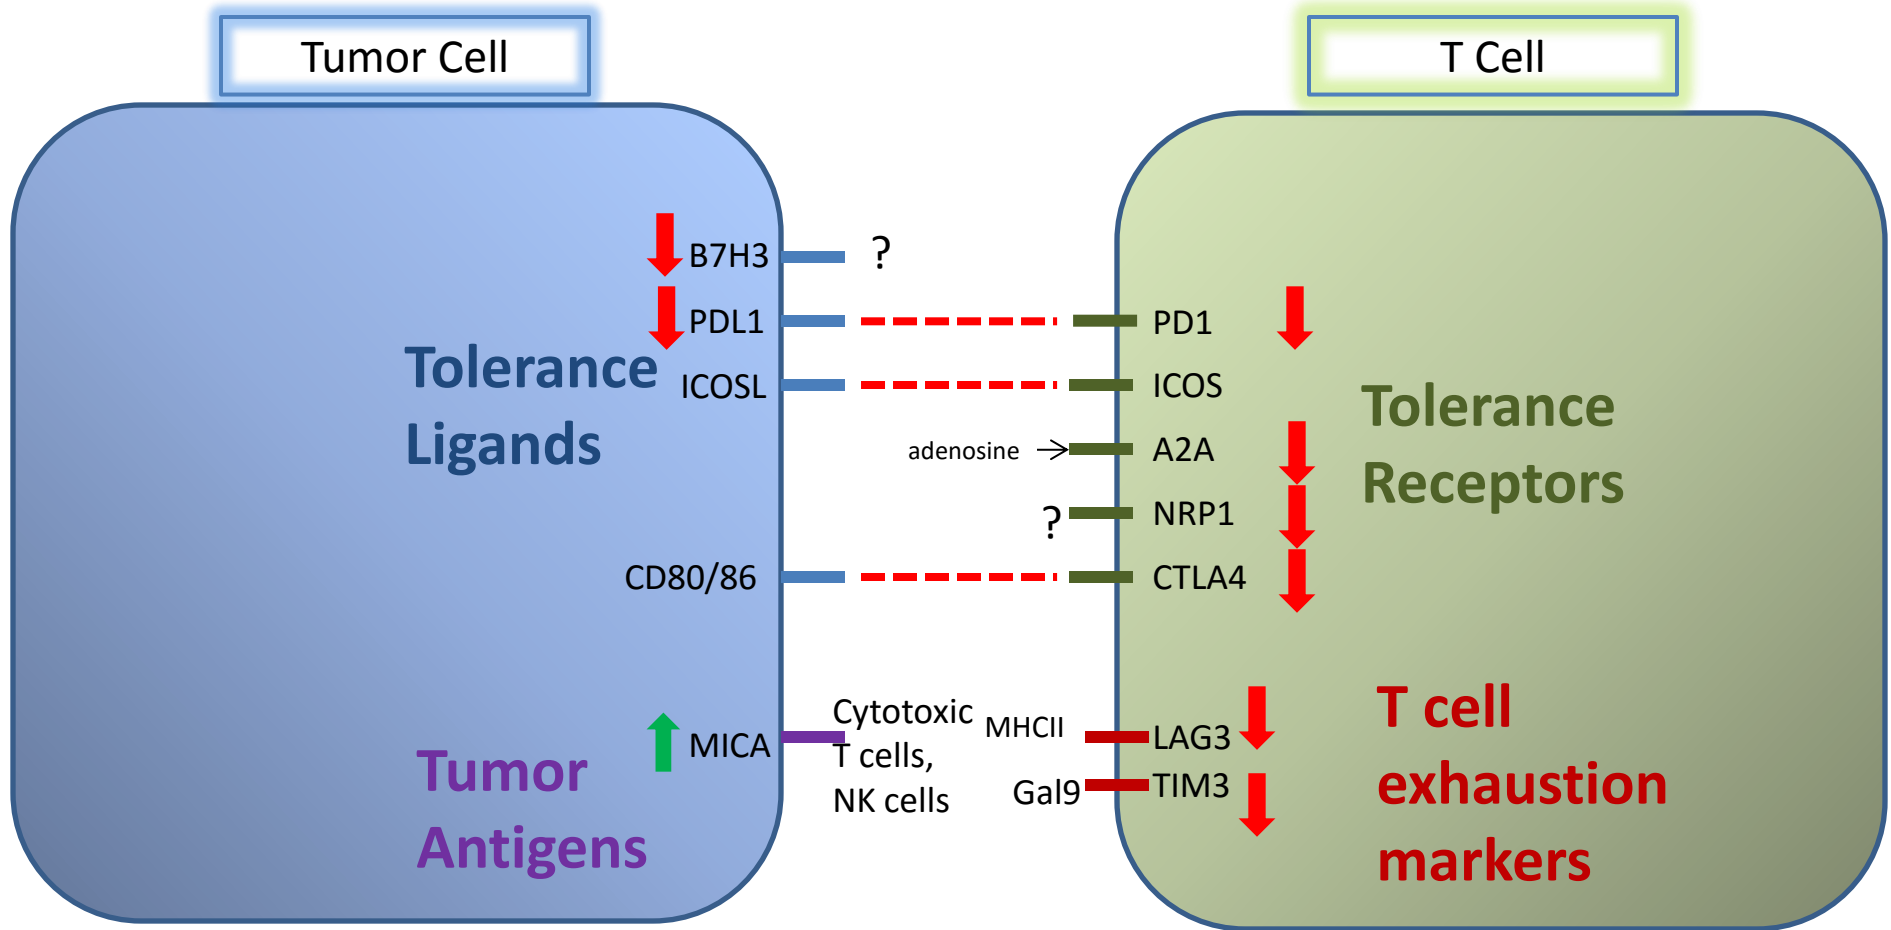 Tumor Cell
T Cell
B7H3
?
PDL1
PD1
Tolerance
Ligands
ICOSL
ICOS
Tolerance
Receptors
adenosine
A2A
?
NRP1
CD80/86
CTLA4
MICA
Tumor
Antigens
Cytotoxic
T cells,
NK cells
MHCII
LAG3
Gal9
TIM3
T cell
exhaustion
markers